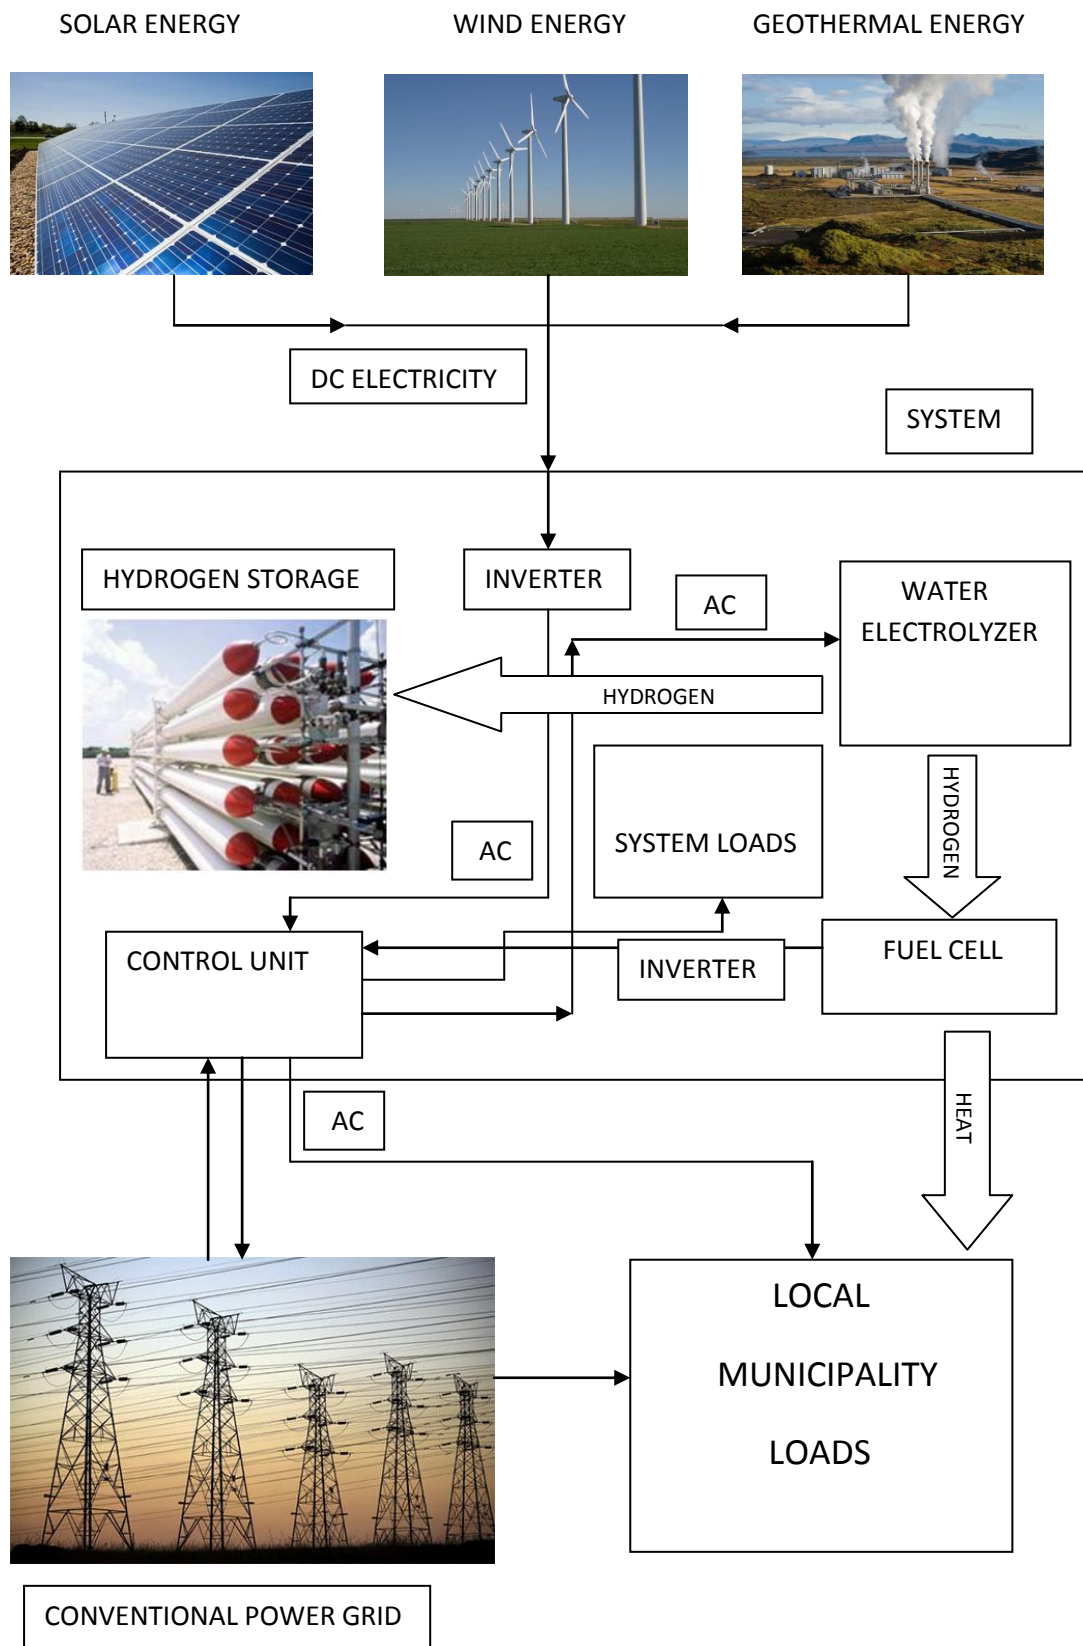 SOLAR ENERGY
WIND ENERGY
GEOTHERMAL ENERGY
DC ELECTRICITY
SYSTEM
HYDROGEN STORAGE
INVERTER
AC
WATER
ELECTROLYZER
HYDROGEN
HYDROGEN
AC
SYSTEM LOADS
CONTROL UNIT
INVERTER
FUEL CELL
AC
HEAT
LOCAL
MUNICIPALITY
LOADS
CONVENTIONAL POWER GRID